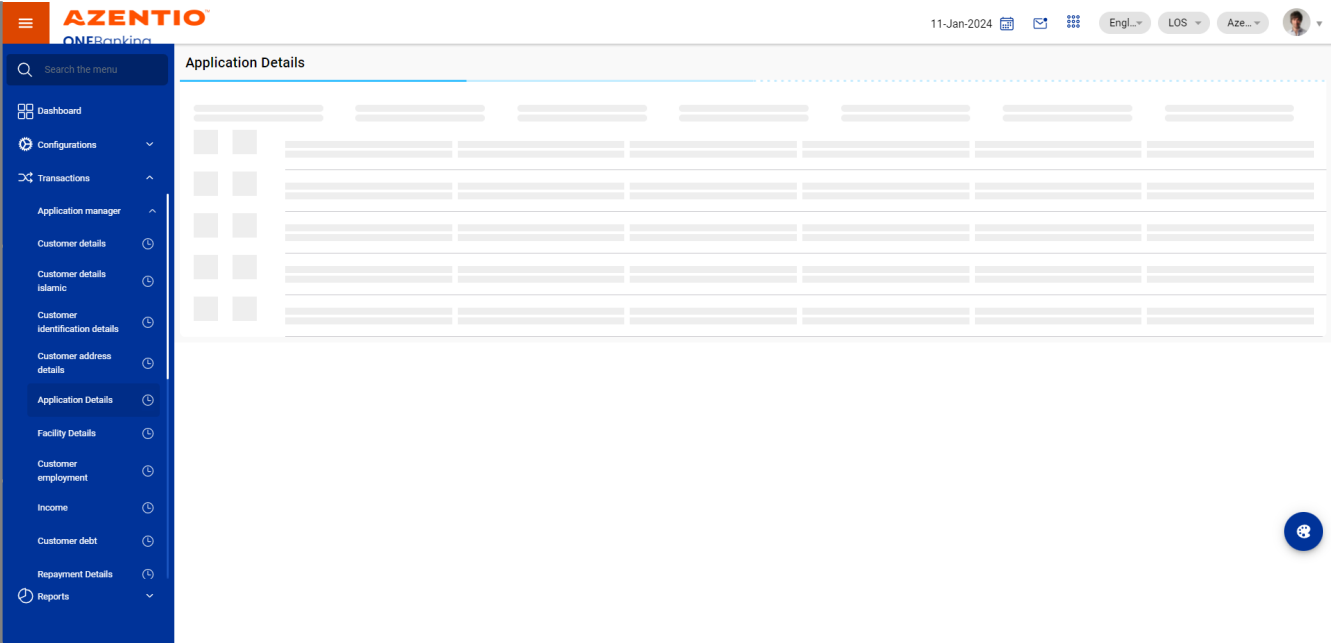 AZENTIO
ONEBanking
11-Jan-2024
Engl...
LOS
Aze...
Search the menu
Application Details
Dashboard
Configurations
Transactions
Application manager
Customer details
Customer details
islamic
Customer
identification details
Customer address
details
Application Details
Facility Details
Customer
employment
Income
Customer debt
Repayment Details
Reports